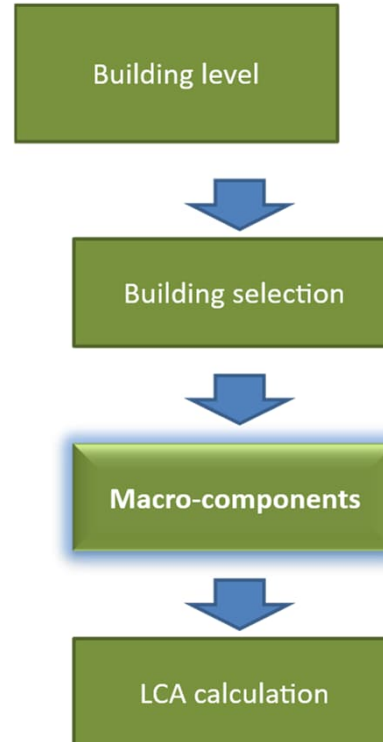 Building level
Building selection
Macro-components
LCA calculation